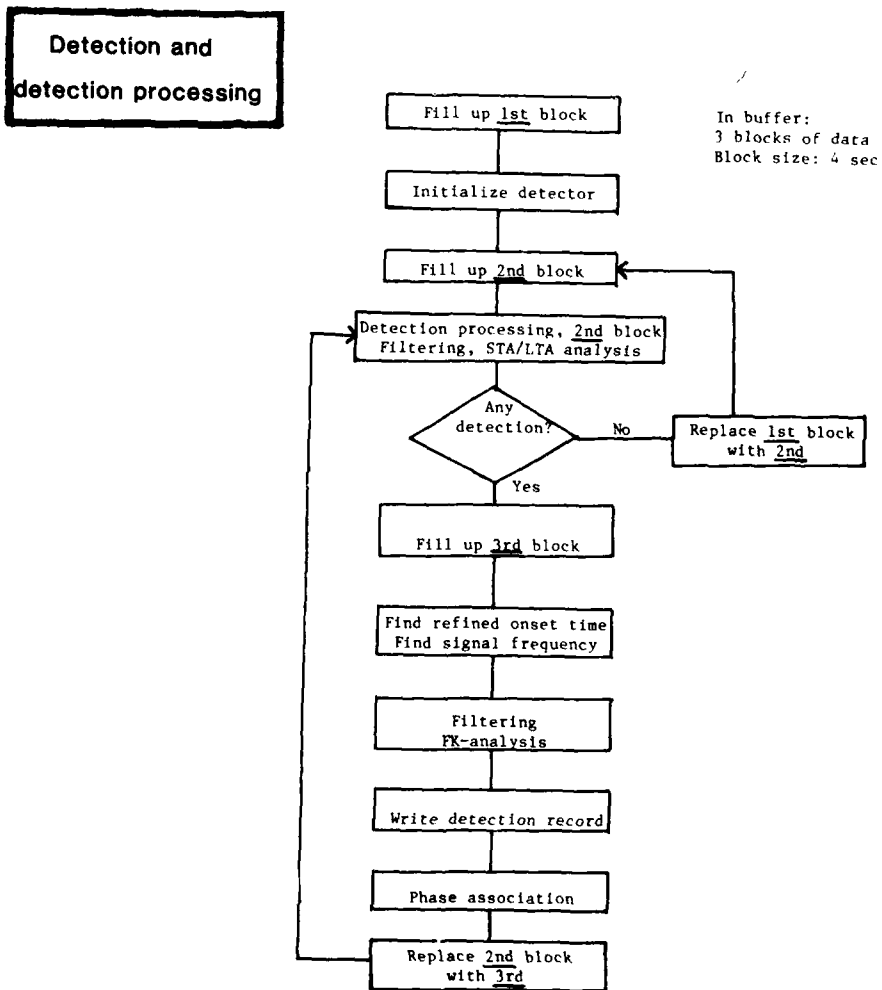 Detection and
detection processing
Fill up 1st block
In buffer:
3 blocks of data
Block size: 4 sec
Initialize detector
Fill up 2nd block
Detection processing, 2nd block
Filtering, STA/LTA analysis
Any
detection?
No
Replace 1st block
with 2nd
Yes
Fill up 3rd block
Find refined onset time
Find signal frequency
Filtering
FK-analysis
Write detection record
Phase association
Replace 2nd block
with 3rd